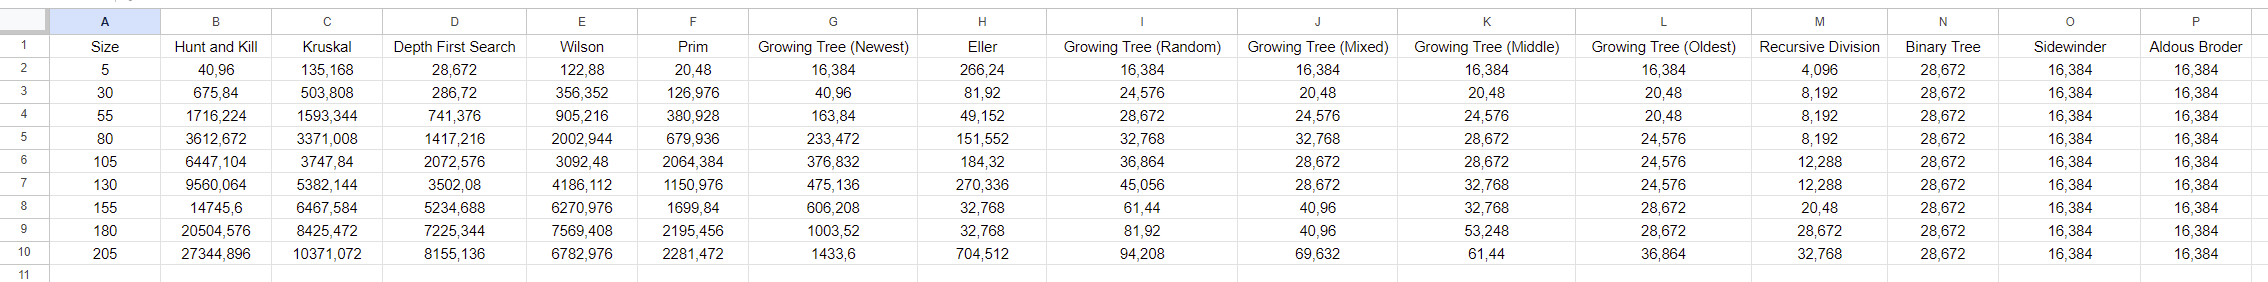 A B C D E F G H I J K L M N O P
1 Size Hunt and Kill Kruskal Depth First Search Wilson Prim Growing Tree (Newest) Eller Growing Tree (Random) Growing Tree (Mixed) Growing Tree (Middle) Growing Tree (Oldest) Recursive Division Binary Tree Sidewinder Aldous Broder
2 5 40,96 135,168 28,672 122,88 20,48 16,384 266,24 16,384 16,384 16,384 16,384 4,096 28,672 16,384 16,384
3 30 675,84 503,808 286,72 356,352 126,976 40,96 81,92 24,576 20,48 20,48 20,48 8,192 28,672 16,384 16,384
4 55 1716,224 1593,344 741,376 905,216 380,928 163,84 49,152 28,672 24,576 24,576 20,48 8,192 28,672 16,384 16,384
5 80 3612,672 3371,008 1417,216 2002,944 679,936 233,472 151,552 32,768 32,768 28,672 24,576 8,192 28,672 16,384 16,384
6 105 6447,104 3747,84 2072,576 3092,48 2064,384 376,832 184,32 36,864 28,672 28,672 24,576 12,288 28,672 16,384 16,384
7 130 9560,064 5382,144 3502,08 4186,112 1150,976 475,136 270,336 45,056 28,672 32,768 24,576 12,288 28,672 16,384 16,384
8 155 14745,6 6467,584 5234,688 6270,976 1699,84 606,208 32,768 61,44 40,96 32,768 28,672 20,48 28,672 16,384 16,384
9 180 20504,576 8425,472 7225,344 7569,408 2195,456 1003,52 32,768 81,92 40,96 53,248 28,672 28,672 28,672 16,384 16,384
10 205 27344,896 10371,072 8155,136 6782,976 2281,472 1433,6 704,512 94,208 69,632 61,44 36,864 32,768 28,672 16,384 16,384
11